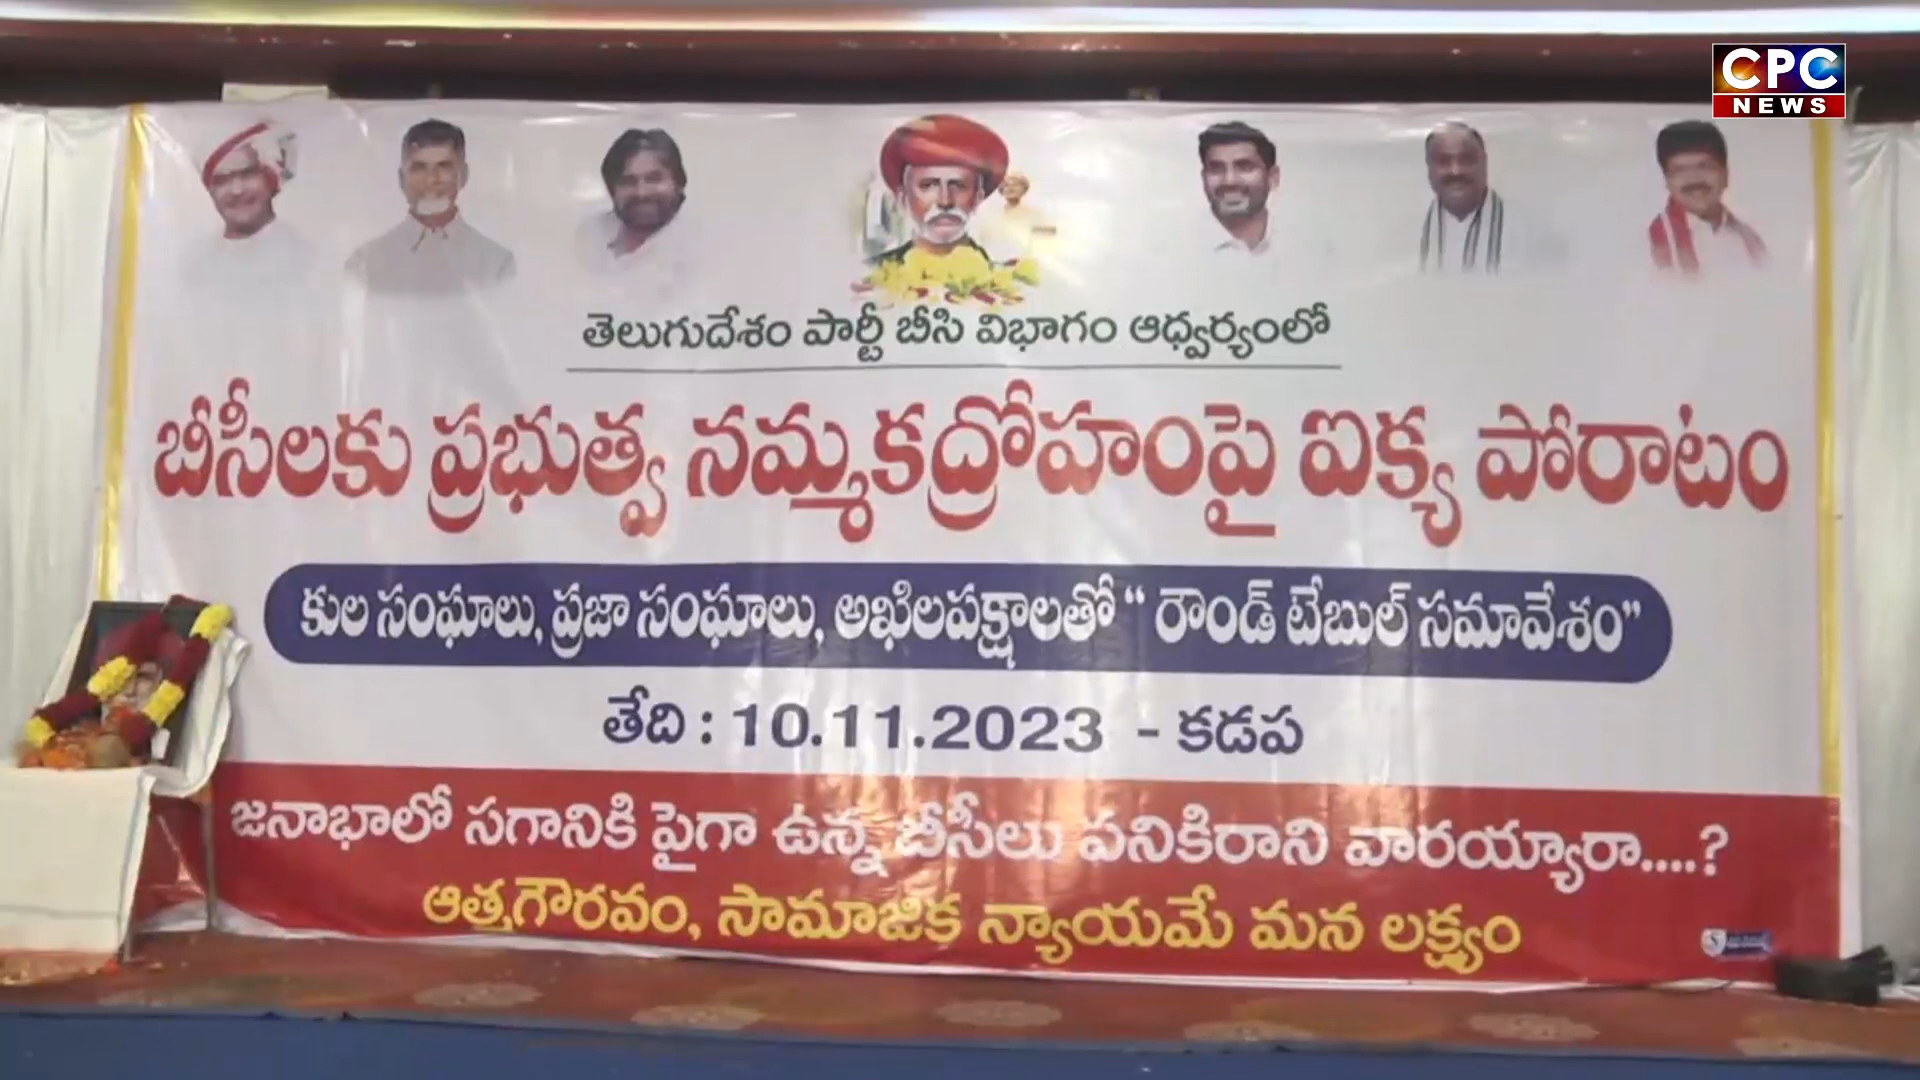 CPC
NEWS
తెలుగుదేశం పార్టీ బీసి విభాగం ఆధ్వర్యంలో
బీసీలకు ప్రభుత్వ నమ్మకద్రోహంపై ఐక్య పోరాటం
కుల సంఘాలు, ప్రజా సంఘాలు, అఖిలపక్షాలతో “ రౌండ్ టేబుల్ సమావేశం”
తేది : 10.11.2023 - కడప
జనాభాలో సగానికి పైగా ఉన్న బీసీలు పనికిరాని వారయ్యారా....?
ఆత్మగౌరవం, సామాజిక న్యాయమే మన లక్ష్యం